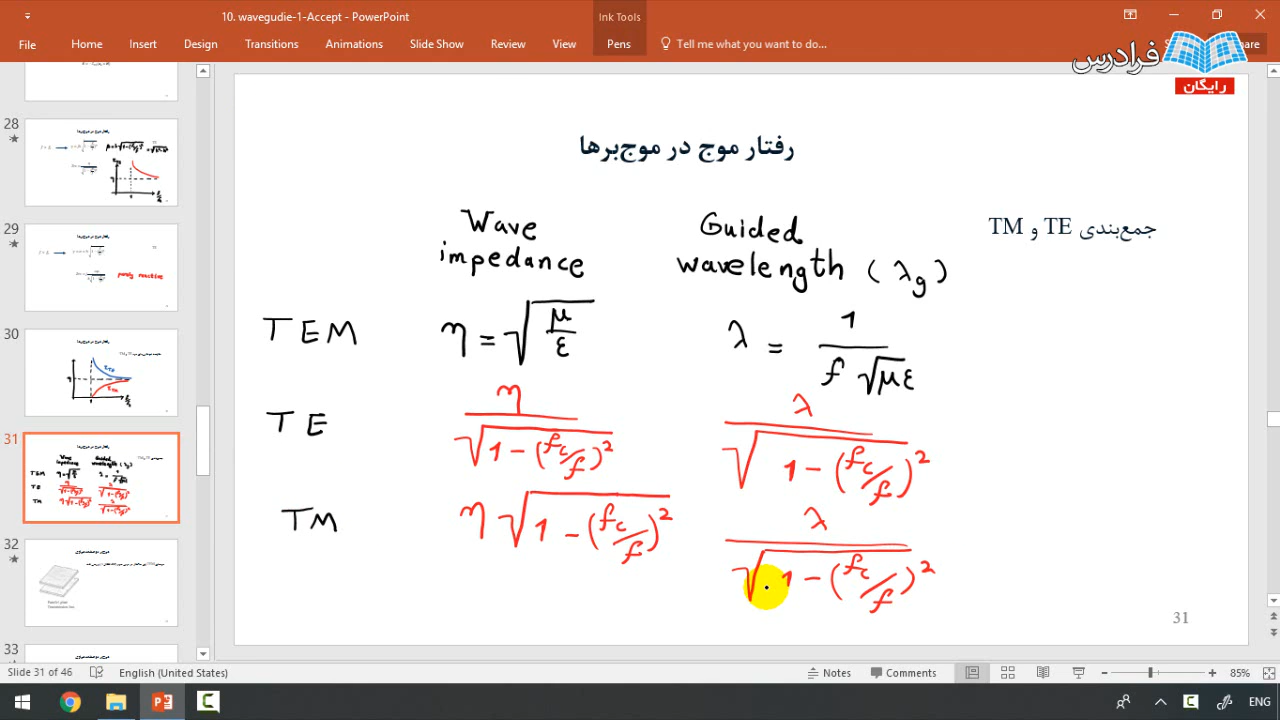 10. wavegudie-1-Accept - PowerPoint
Ink Tools
File Home Insert Design Transitions Animations Slide Show Review View Pens Tell me what you want to do...
فرادرس
رایگان
رفتار موج در موج‌برها
جمع‌بندی TE و TM
Wave impedance
Guided wavelength (λg)
TEM η = √(μ/ε) λ = 1 / (f √με)
TE η / √(1 - (fc/f)²) λ / √(1 - (fc/f)²)
TM η √(1 - (fc/f)²) λ / √(1 - (fc/f)²)
31
28
29
purely reactive
30
31
32
33
Slide 31 of 46 English (United States) Notes Comments 85%
ENG